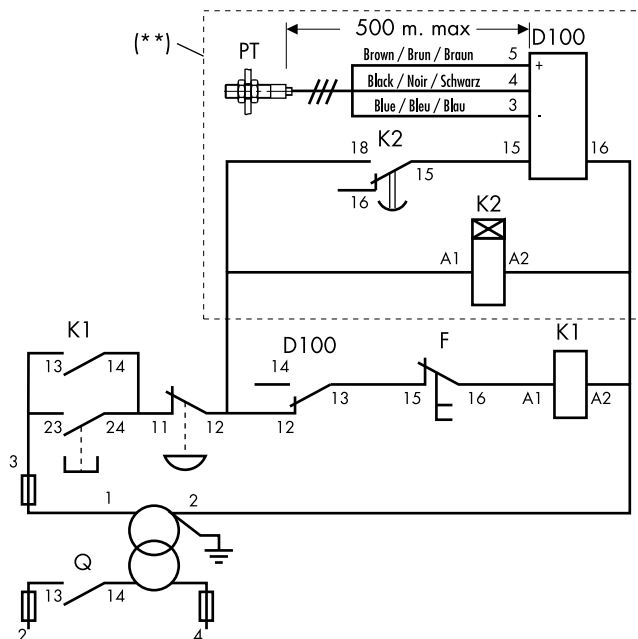 500 m. max
(**)
PT
D100
Brown / Brun / Braun
5
+
Black / Noir / Schwarz
4
Blue / Bleu / Blau
3
-
K2
18
15
15
16
16
K2
A1
A2
K1
D100
F
K1
13
14
14
13
15
16
A1
A2
23
24
11
12
12
3
1
2
Q
13
14
2
4